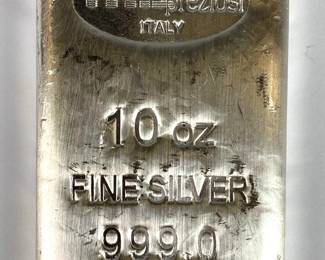 preziosi
ITALY
10 oz
FINE SILVER
999.0